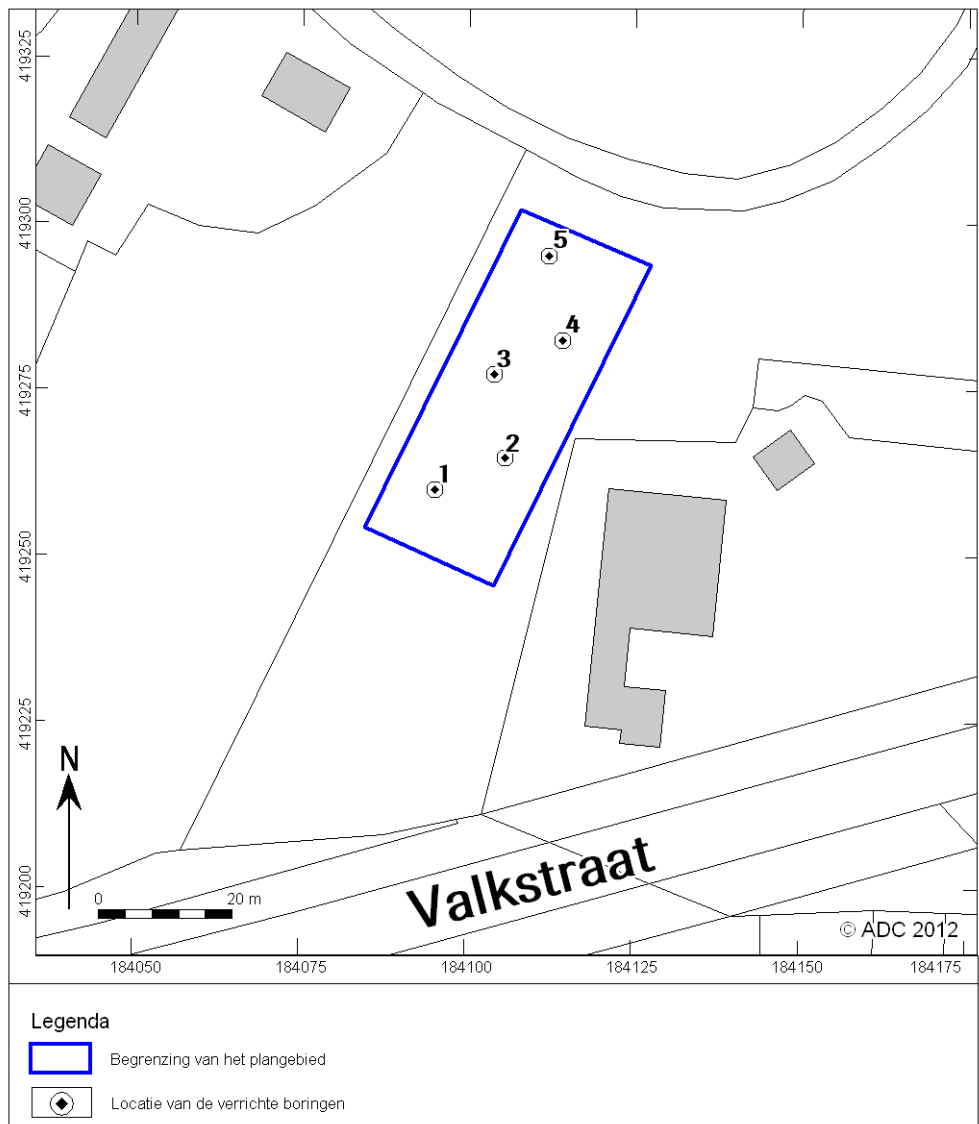 419325
419300
419275
419250
419225
419200
5
4
3
2
1
N
0 20 m
Valkstraat
© ADC 2012
184050 184075 184100 184125 184150 184175
Legenda
Begrenzing van het plangebied
Locatie van de verrichte boringen